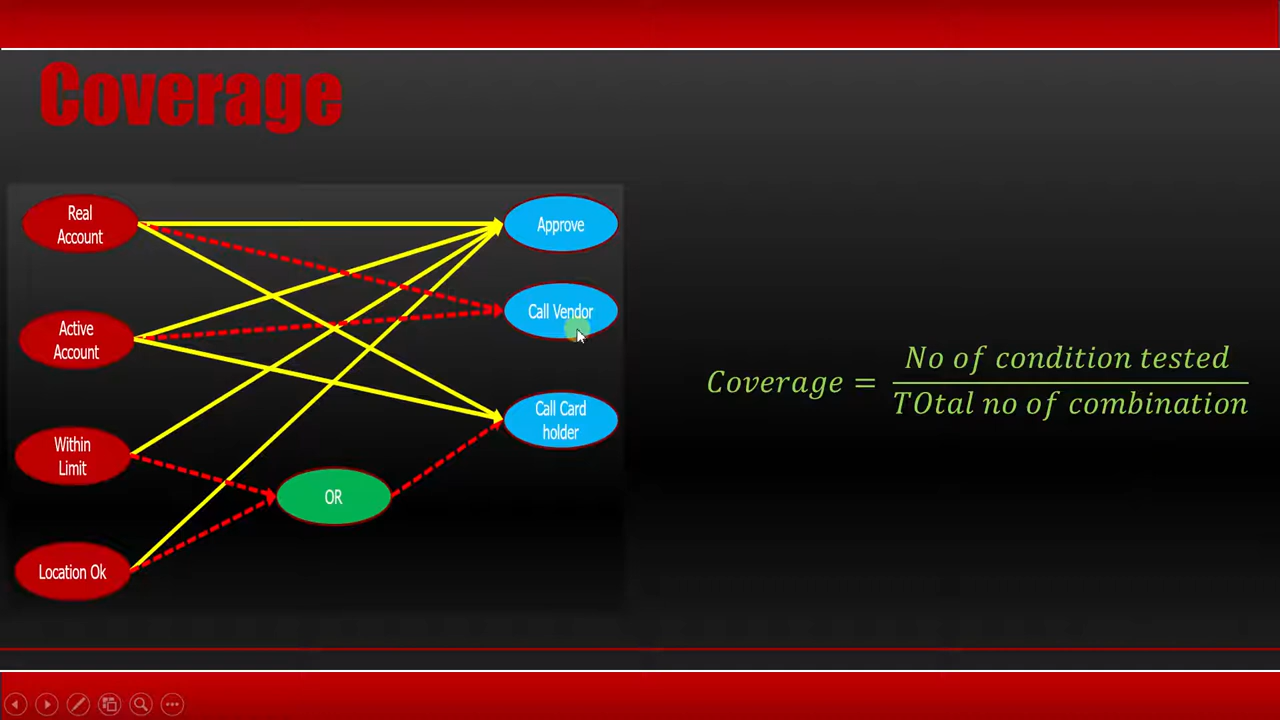 Coverage
Real
Account
Approve
Call Vendor
Active
Account
Call Card
holder
Within
Limit
OR
Location Ok
Coverage = No of condition tested
TOtal no of combination